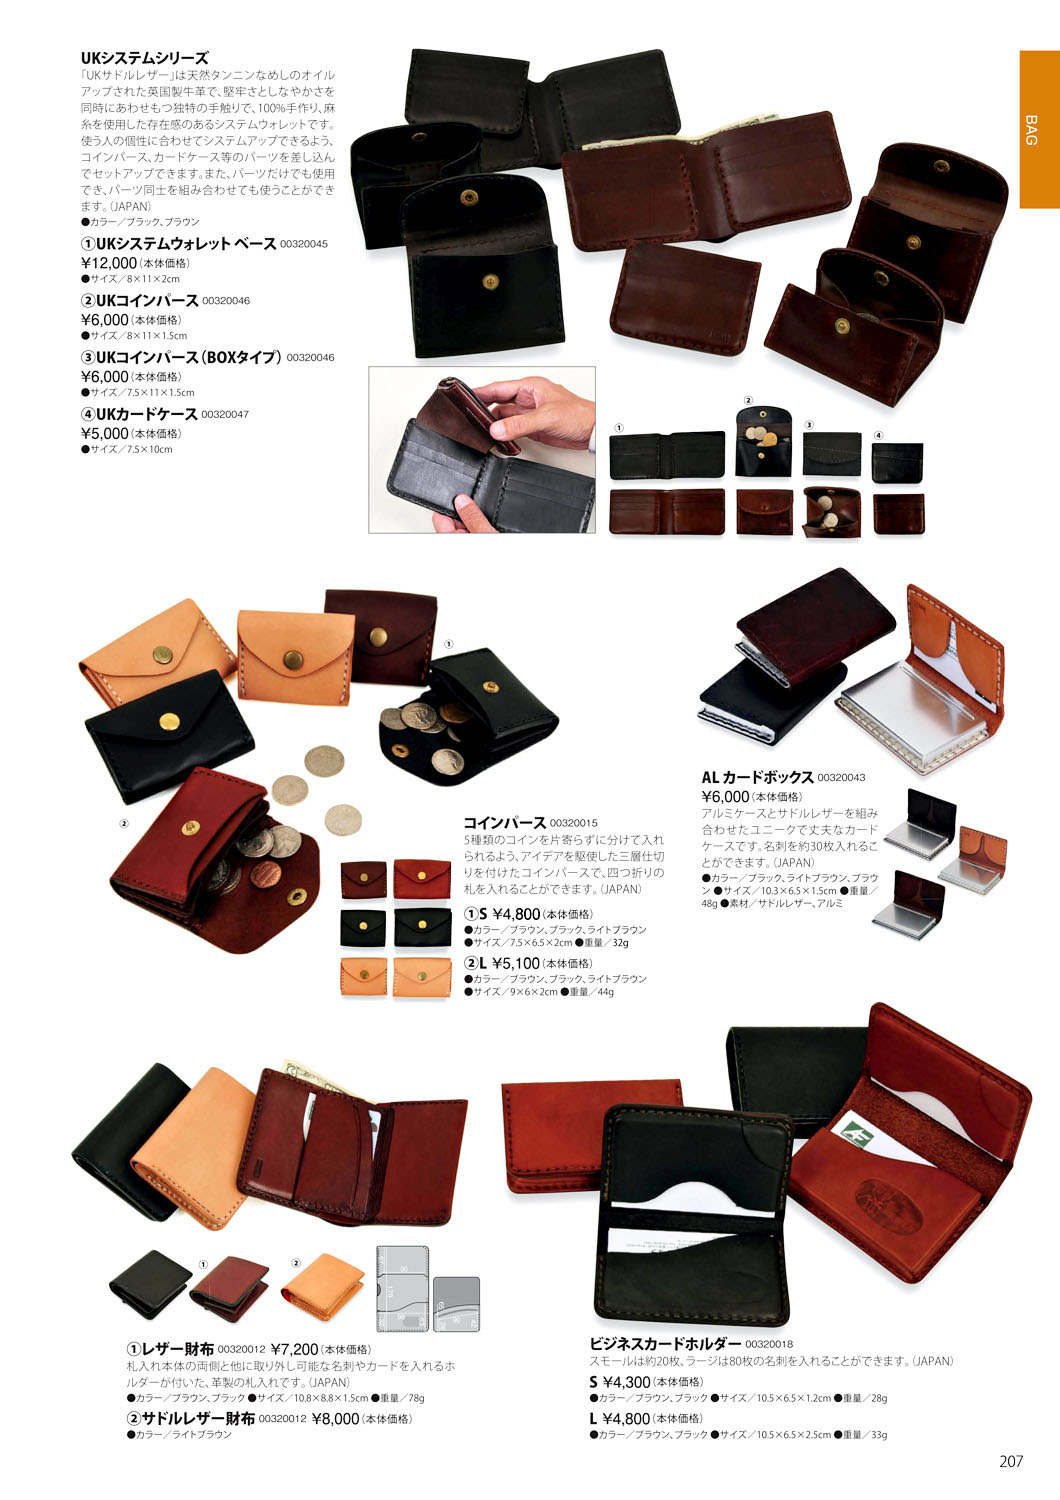 BAG
UKシステムシリーズ
「UKサドルレザー」は天然タンニンなめしのオイル
アップされた英国製牛革で、堅牢さとしなやかさを
同時にあわせもつ独特の手触りで、100%手作り、麻
糸を使用した存在感のあるシステムウォレットです。
使う人の個性に合わせてシステムアップできるよう、
コインパース、カードケース等のパーツを差し込ん
でセットアップできます。また、パーツだけでも使用
でき、パーツ同士を組み合わせても使うことができ
ます。（JAPAN）
●カラー／ブラック、ブラウン
①UKシステムウォレット ベース 00320045
¥12,000（本体価格）
●サイズ／8×11×2cm
②UKコインパース 00320046
¥6,000（本体価格）
●サイズ／8×11×1.5cm
③UKコインパース（BOXタイプ） 00320046
¥6,000（本体価格）
●サイズ／7.5×11×1.5cm
④UKカードケース 00320047
¥5,000（本体価格）
●サイズ／7.5×10cm
①
②
③
④
①
②
コインパース 00320015
5種類のコインを片寄らずに分けて入れ
られるよう、アイデアを駆使した三層仕切
りを付けたコインパースで、四つ折りの
札を入れることができます。（JAPAN）
①S ¥4,800（本体価格）
●カラー／ブラウン、ブラック、ライトブラウン
●サイズ／7.5×6.5×2cm ●重量／32g
②L ¥5,100（本体価格）
●カラー／ブラウン、ブラック、ライトブラウン
●サイズ／9×6×2cm ●重量／44g
AL カードボックス 00320043
¥6,000（本体価格）
アルミケースとサドルレザーを組み
合わせたユニークで丈夫なカード
ケースです。名刺を約30枚入れるこ
とができます。（JAPAN）
●カラー／ブラック、ライトブラウン、ブラウ
ン ●サイズ／10.3×6.5×1.5cm ●重量／
48g ●素材／サドルレザー、アルミ
①
②
①レザー財布 00320012 ¥7,200（本体価格）
札入れ本体の両側と他に取り外し可能な名刺やカードを入れるホ
ルダーが付いた、革製の札入れです。（JAPAN）
●カラー／ブラウン、ブラック ●サイズ／10.8×8.8×1.5cm ●重量／78g
②サドルレザー財布 00320012 ¥8,000（本体価格）
●カラー／ライトブラウン
ビジネスカードホルダー 00320018
スモールは約20枚、ラージは80枚の名刺を入れることができます。（JAPAN）
S ¥4,300（本体価格）
●カラー／ブラウン、ブラック ●サイズ／10.5×6.5×1.2cm ●重量／28g
L ¥4,800（本体価格）
●カラー／ブラウン、ブラック ●サイズ／10.5×6.5×2.5cm ●重量／33g
207